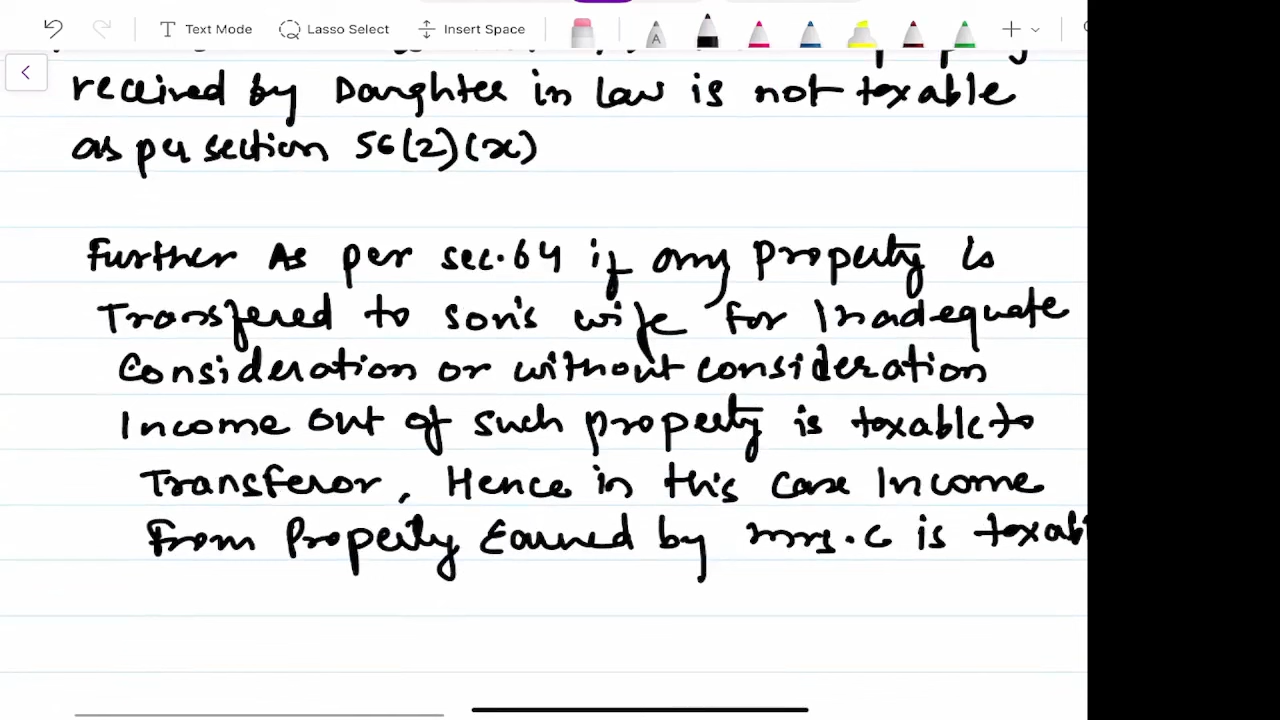 Text Mode Lasso Select Insert Space
received by Daughter in law is not taxable
as per section 56(2)(x)
Further As per sec.64 if any property is
Transfered to son's wife for Inadequate
Consideration or without consideration
Income out of such property is taxable to
Transferor, Hence in this case Income
From Property Earned by mrs.C is taxabl